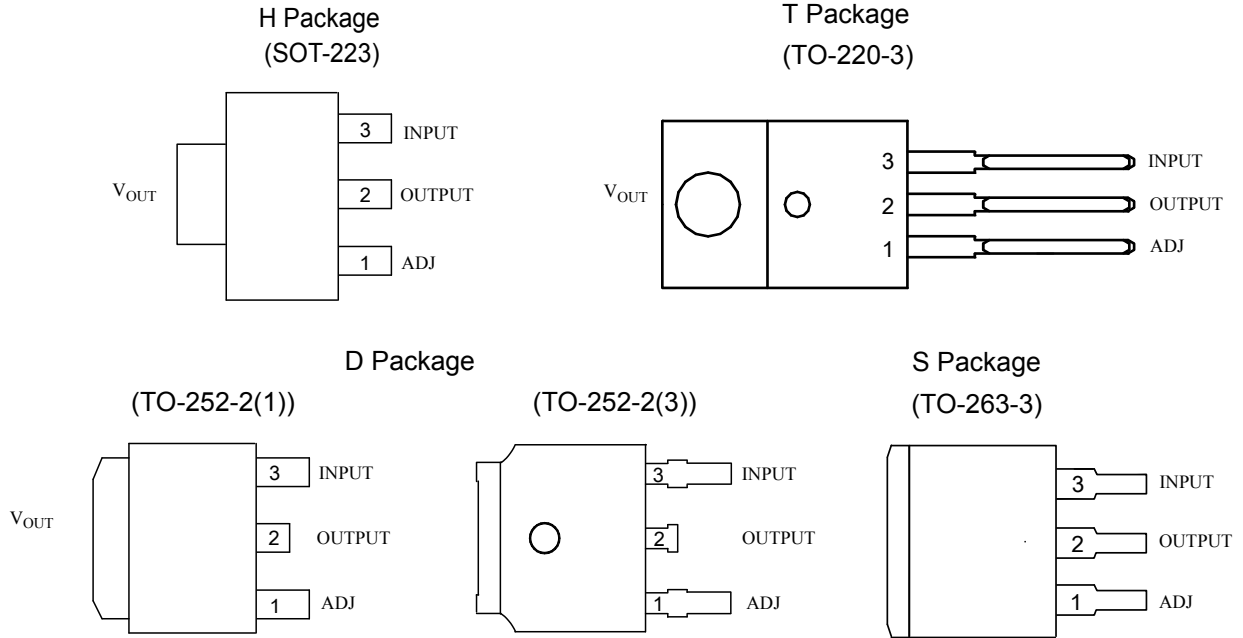 H Package
(SOT-223)
V_OUT
3 INPUT
2 OUTPUT
1 ADJ
T Package
(TO-220-3)
V_OUT
3 INPUT
2 OUTPUT
1 ADJ
D Package
(TO-252-2(1))
V_OUT
3 INPUT
2 OUTPUT
1 ADJ
(TO-252-2(3))
3 INPUT
2 OUTPUT
1 ADJ
S Package
(TO-263-3)
3 INPUT
2 OUTPUT
1 ADJ